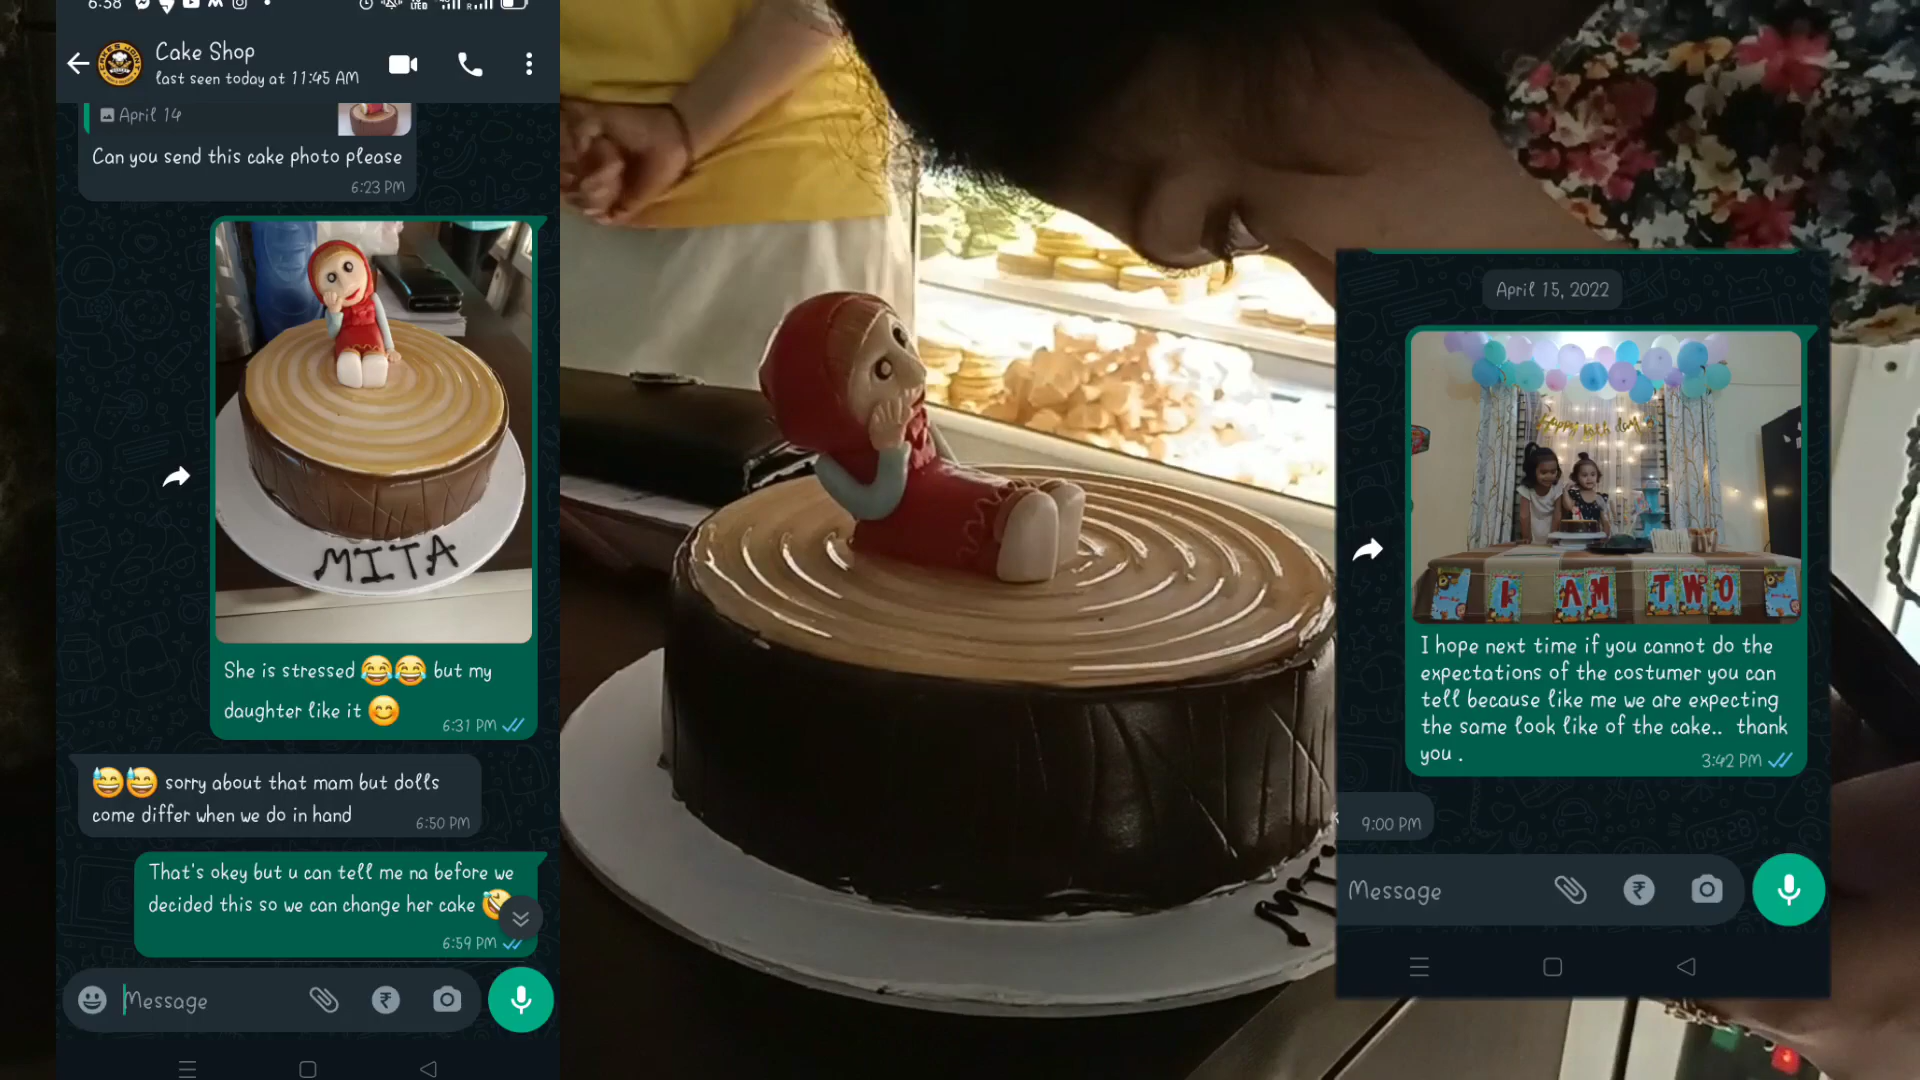 6:58
Cake Shop
last seen today at 11:45 AM
April 14
Can you send this cake photo please
6:23 PM
MITA
She is stressed 😂😂 but my
daughter like it 😊
6:31 PM
😅😅 sorry about that mam but dolls
come differ when we do in hand
6:50 PM
That's okey but u can tell me na before we
decided this so we can change her cake 🤣
6:59 PM
Message
April 15, 2022
I AM TWO
I hope next time if you cannot do the
expectations of the costumer you can
tell because like me we are expecting
the same look like of the cake.. thank
you .
3:42 PM
9:00 PM
Message